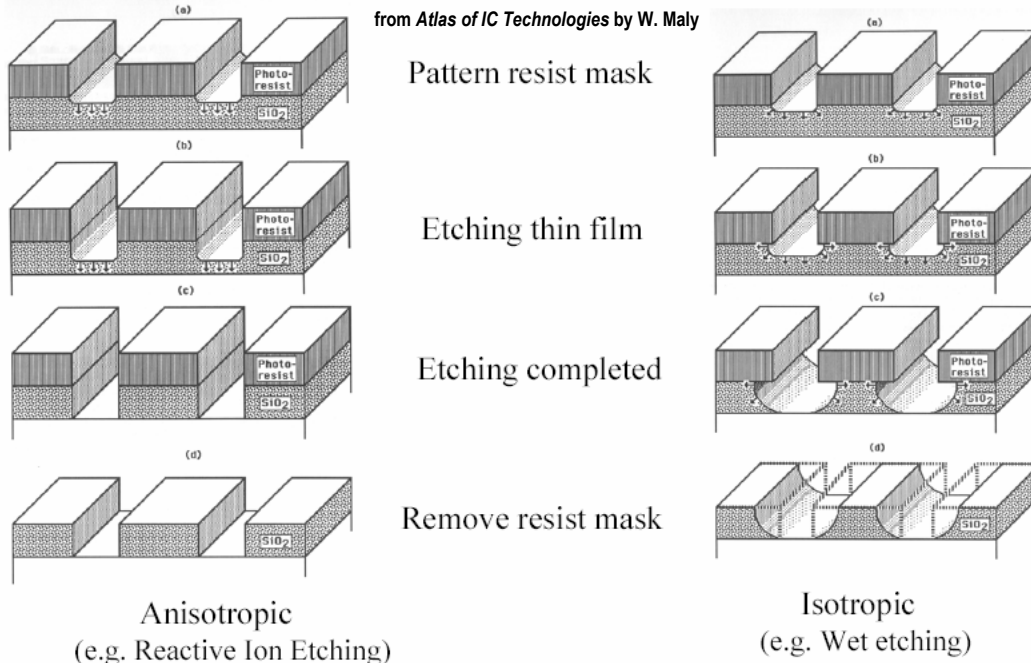 from Atlas of IC Technologies by W. Maly
(a)
Photo-
resist
SiO2
Pattern resist mask
(a)
Photo-
resist
SiO2
(b)
Photo-
resist
SiO2
Etching thin film
(b)
Photo-
resist
SiO2
(c)
Photo-
resist
SiO2
Etching completed
(c)
Photo-
resist
SiO2
(d)
SiO2
Remove resist mask
(d)
SiO2
Anisotropic
(e.g. Reactive Ion Etching)
Isotropic
(e.g. Wet etching)